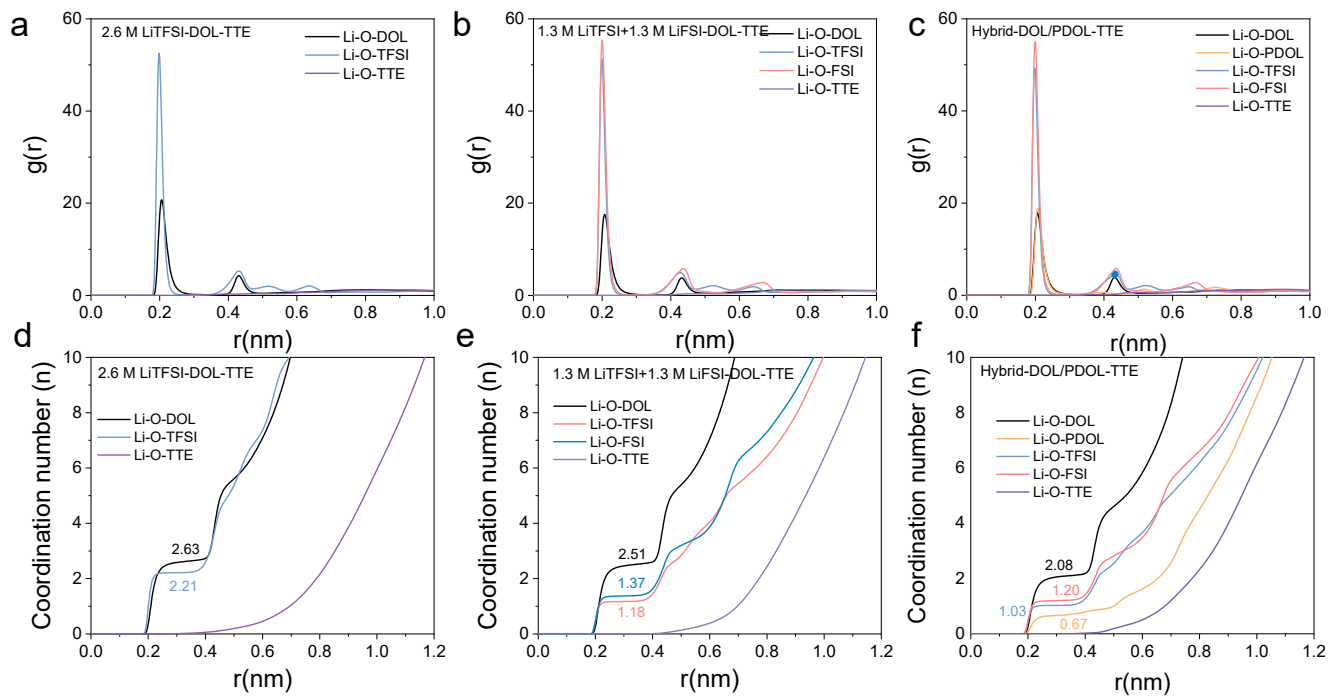 a
2.6 M LiTFSI-DOL-TTE
Li-O-DOL
Li-O-TFSI
Li-O-TTE
60
40
20
0
g(r)
0.0 0.2 0.4 0.6 0.8 1.0
r(nm)
b
1.3 M LiTFSI+1.3 M LiFSI-DOL-TTE
Li-O-DOL
Li-O-TFSI
Li-O-FSI
Li-O-TTE
60
40
20
0
g(r)
0.0 0.2 0.4 0.6 0.8 1.0
r(nm)
c
Hybrid-DOL/PDOL-TTE
Li-O-DOL
Li-O-PDOL
Li-O-TFSI
Li-O-FSI
Li-O-TTE
60
40
20
0
g(r)
0.0 0.2 0.4 0.6 0.8 1.0
r(nm)
d
2.6 M LiTFSI-DOL-TTE
Li-O-DOL
Li-O-TFSI
Li-O-TTE
2.63
2.21
10
8
6
4
2
0
Coordination number (n)
0.0 0.2 0.4 0.6 0.8 1.0 1.2
r(nm)
e
1.3 M LiTFSI+1.3 M LiFSI-DOL-TTE
Li-O-DOL
Li-O-TFSI
Li-O-FSI
Li-O-TTE
2.51
1.37
1.18
10
8
6
4
2
0
Coordination number (n)
0.0 0.2 0.4 0.6 0.8 1.0 1.2
r(nm)
f
Hybrid-DOL/PDOL-TTE
Li-O-DOL
Li-O-PDOL
Li-O-TFSI
Li-O-FSI
Li-O-TTE
2.08
1.20
1.03
0.67
10
8
6
4
2
0
Coordination number (n)
0.0 0.2 0.4 0.6 0.8 1.0 1.2
r(nm)